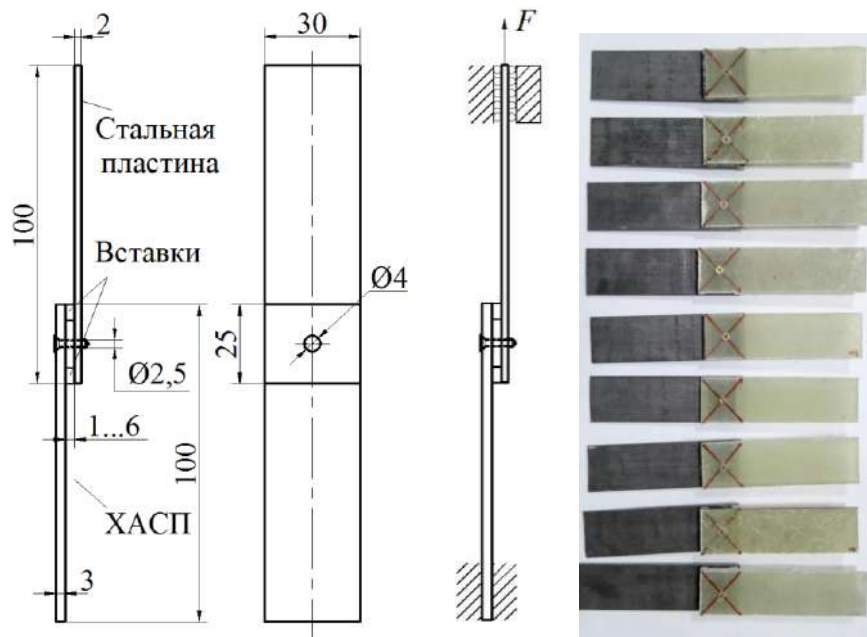 2
30
F
Стальная
пластина
100
Вставки
Ø4
25
Ø2,5
1...6
100
ХАСП
3